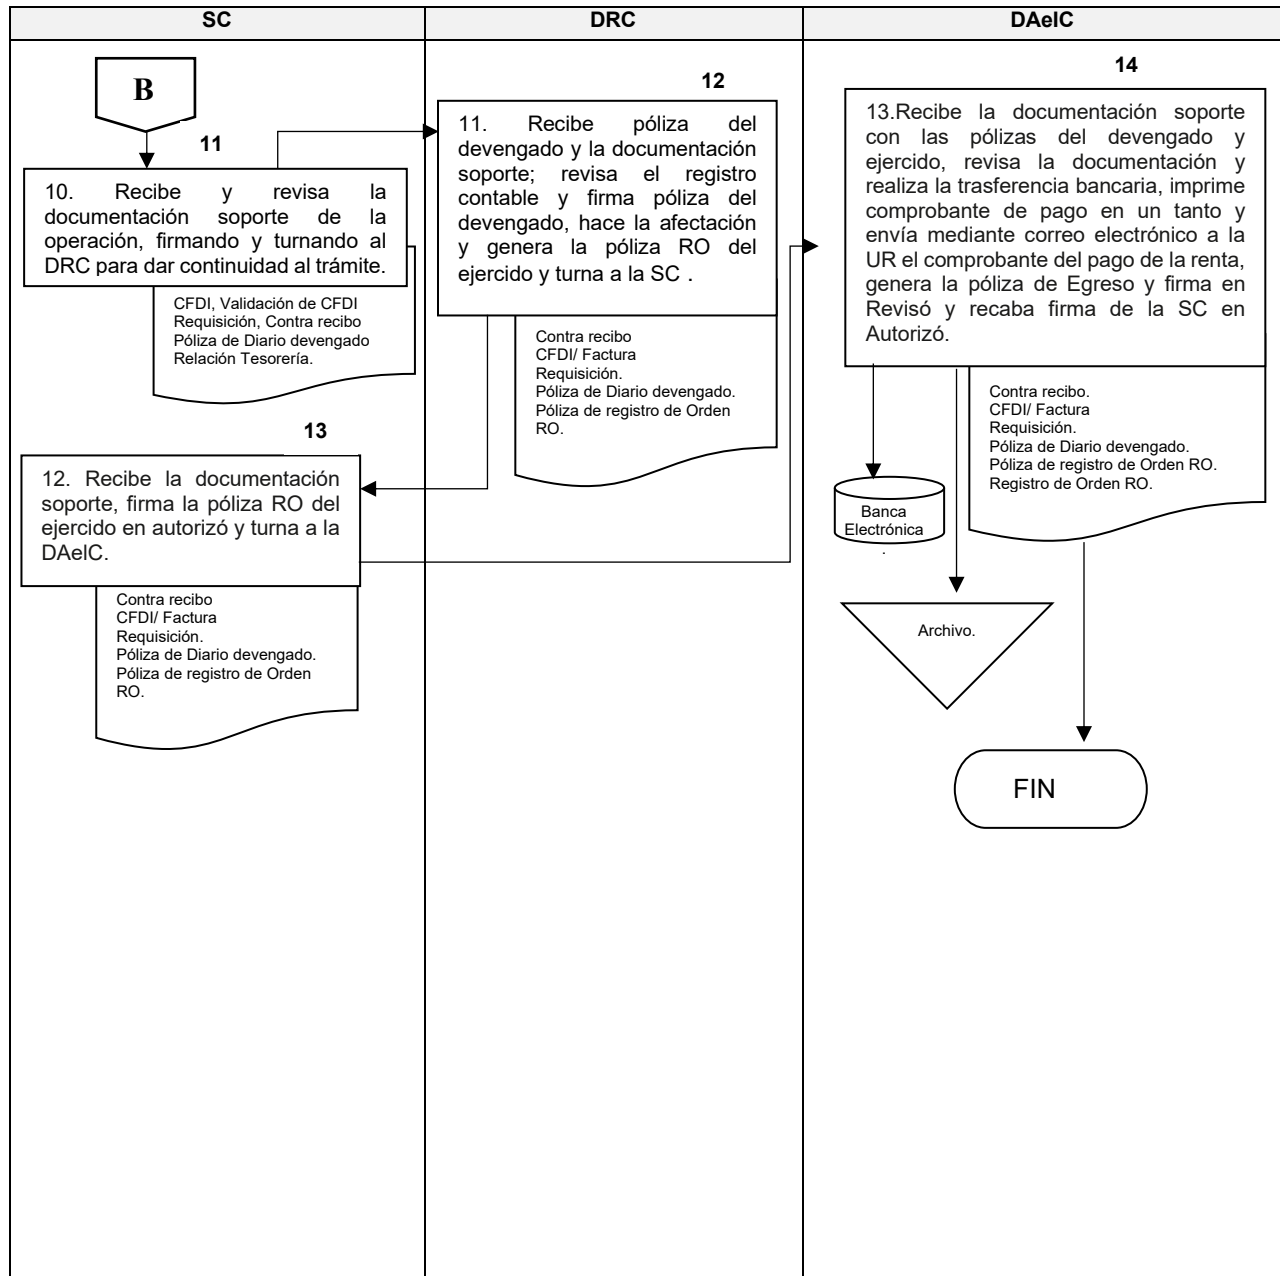 SC
DRC
DAeIC
B
11
10. Recibe y revisa la
documentación soporte de la
operación, firmando y turnando al
DRC para dar continuidad al trámite.
CFDI, Validación de CFDI
Requisición, Contra recibo
Póliza de Diario devengado
Relación Tesorería.
12
11. Recibe póliza del
devengado y la documentación
soporte; revisa el registro
contable y firma póliza del
devengado, hace la afectación
y genera la póliza RO del
ejercido y turna a la SC .
Contra recibo
CFDI/ Factura
Requisición.
Póliza de Diario devengado.
Póliza de registro de Orden
RO.
13
12. Recibe la documentación
soporte, firma la póliza RO del
ejercido en autorizó y turna a la
DAeIC.
Contra recibo
CFDI/ Factura
Requisición.
Póliza de Diario devengado.
Póliza de registro de Orden
RO.
14
13.Recibe la documentación soporte
con las pólizas del devengado y
ejercido, revisa la documentación y
realiza la trasferencia bancaria, imprime
comprobante de pago en un tanto y
envía mediante correo electrónico a la
UR el comprobante del pago de la renta,
genera la póliza de Egreso y firma en
Revisó y recaba firma de la SC en
Autorizó.
Contra recibo.
CFDI/ Factura
Requisición.
Póliza de Diario devengado.
Póliza de registro de Orden RO.
Registro de Orden RO.
Banca
Electrónica
.
Archivo.
FIN